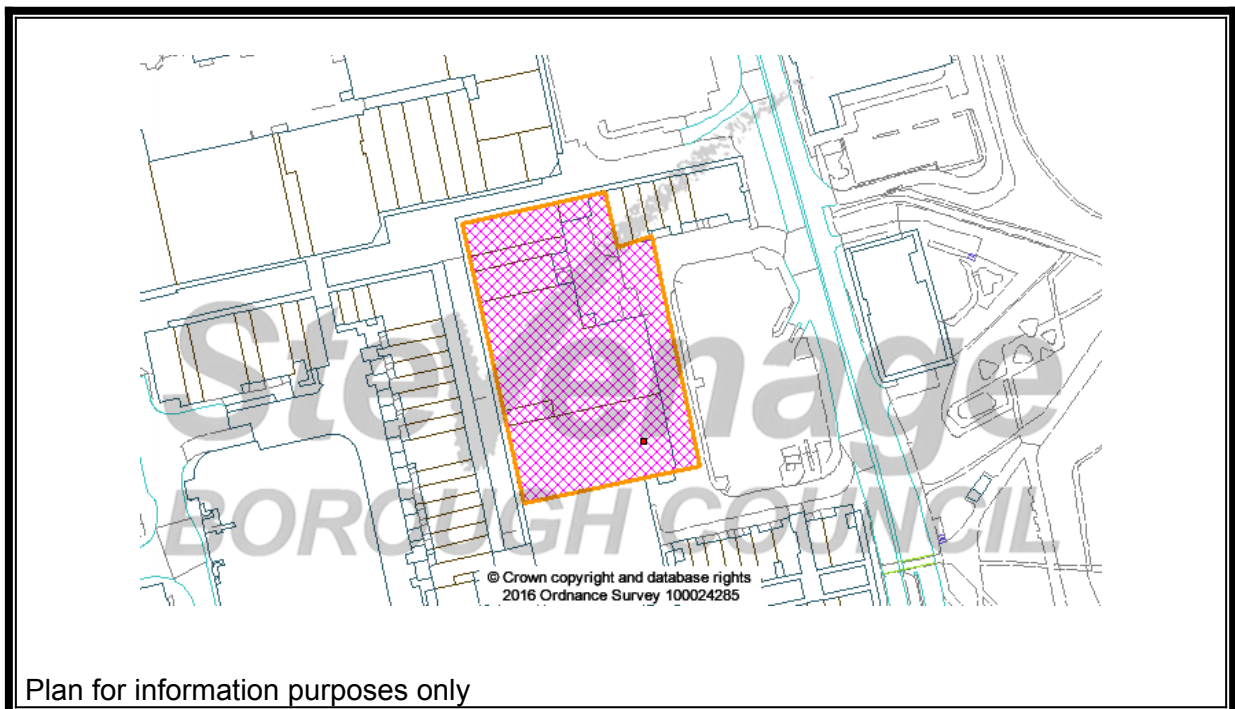 Stevenage
BOROUGH COUNCIL
© Crown copyright and database rights
2016 Ordnance Survey 100024285
Plan for information purposes only